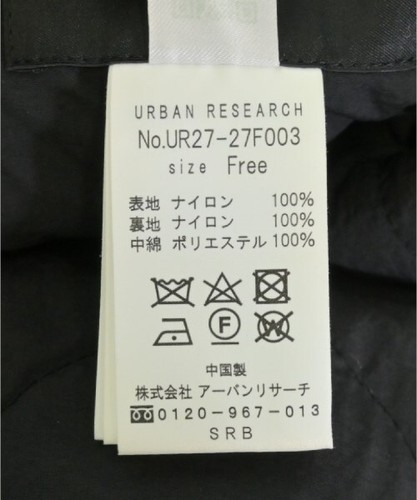 URBAN RESEARCH
No.UR27-27F003
size Free
表地 ナイロン 100%
裏地 ナイロン 100%
中綿 ポリエステル 100%
F W
中国製
株式会社 アーバンリサーチ
0120-967-013
SRB